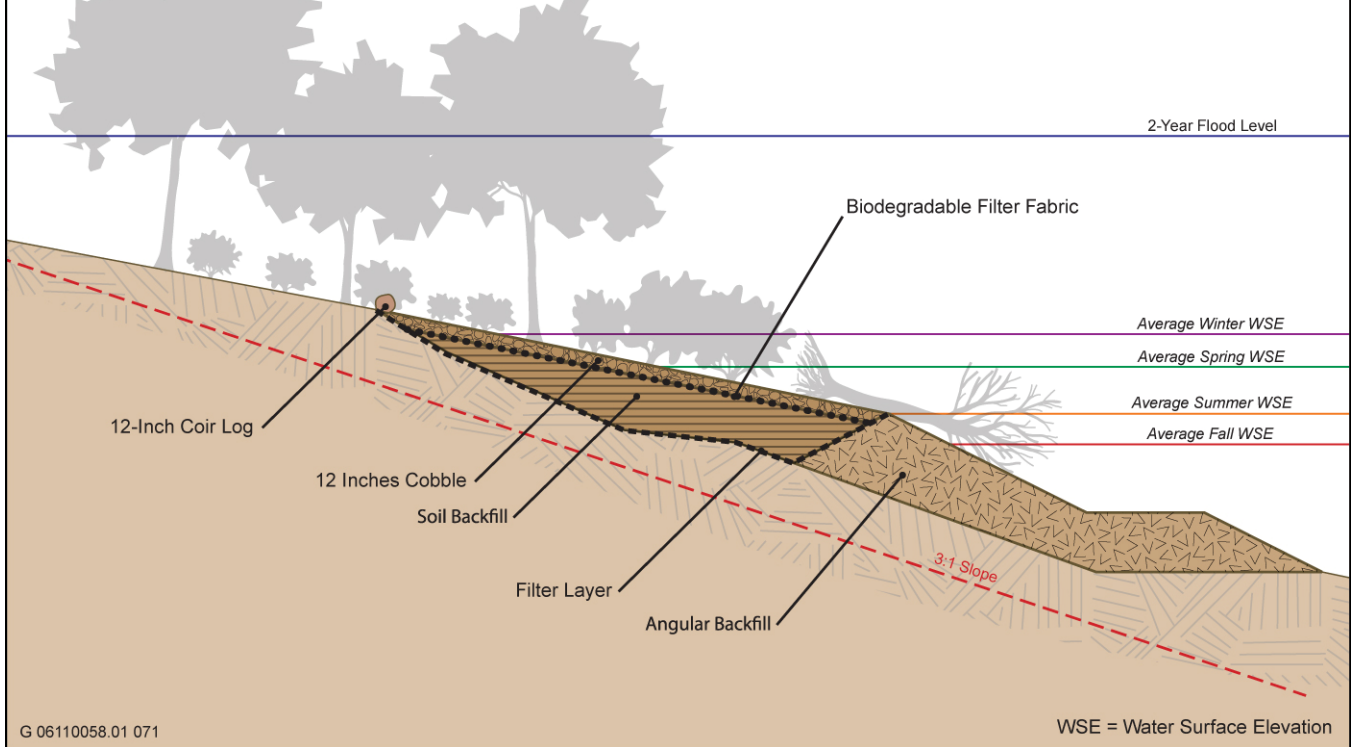 2-Year Flood Level
Biodegradable Filter Fabric
Average Winter WSE
Average Spring WSE
Average Summer WSE
Average Fall WSE
12-Inch Coir Log
12 Inches Cobble
Soil Backfill
3:1 Slope
Filter Layer
Angular Backfill
G 06110058.01 071
WSE = Water Surface Elevation